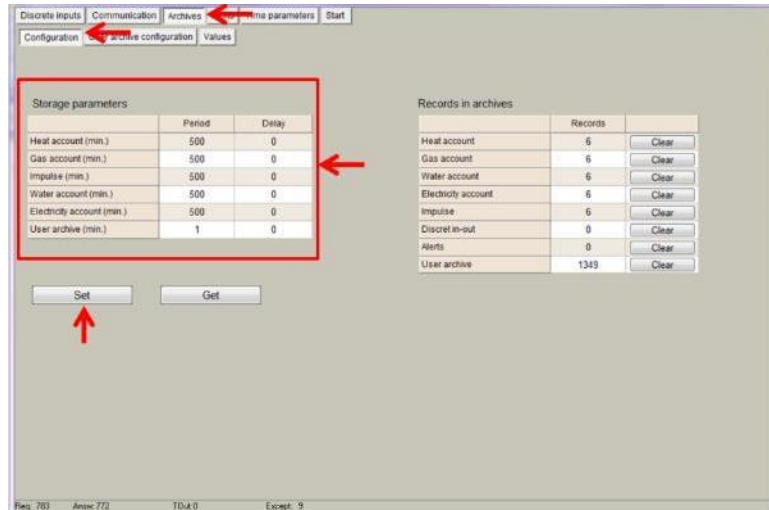 Discrete inputs Communication Archives Time parameters Start
Configuration archive configuration Values
Storage parameters
Period Delay
Heat account (min.) 500 0
Gas account (min.) 500 0
Impulse (min.) 500 0
Water account (min.) 500 0
Electricity account (min.) 500 0
User archive (min.) 1 0
Set Get
Records in archives
Records
Heat account 6 Clear
Gas account 6 Clear
Water account 6 Clear
Electricity account 6 Clear
Impulse 6 Clear
Discret in-out 0 Clear
Alerts 0 Clear
User archive 1349 Clear
Req: 783 Answ: 772 TOut:0 Except: 9